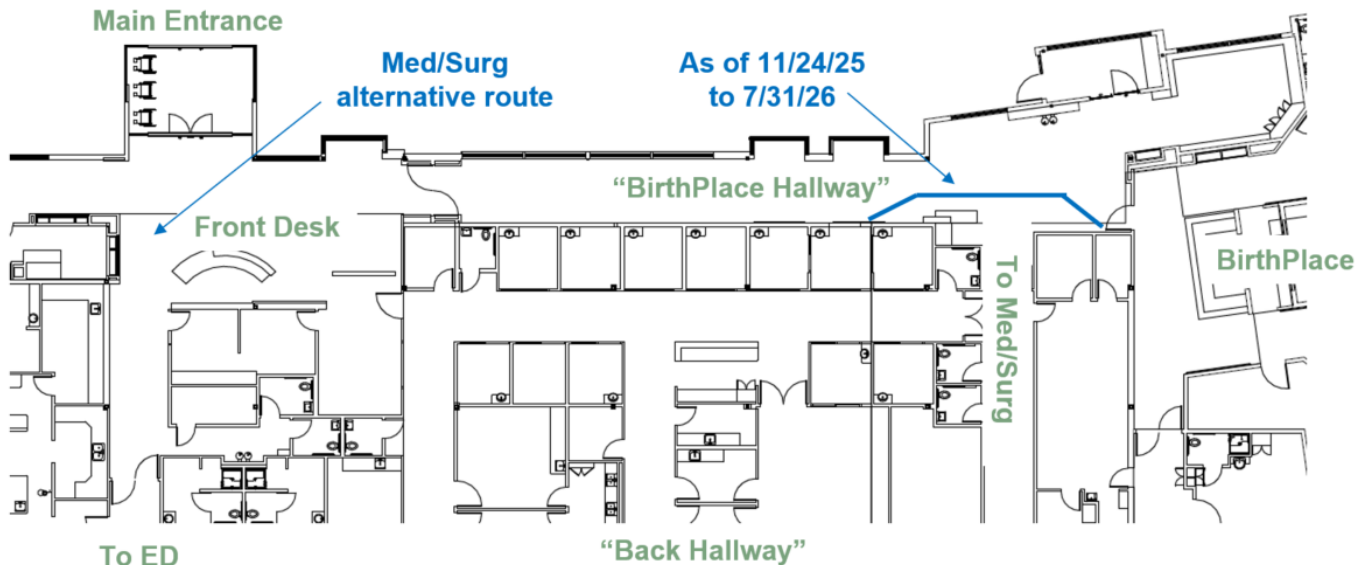 Main Entrance
Med/Surg
alternative route
As of 11/24/25
to 7/31/26
“BirthPlace Hallway”
Front Desk
BirthPlace
To Med/Surg
To ED
“Back Hallway”